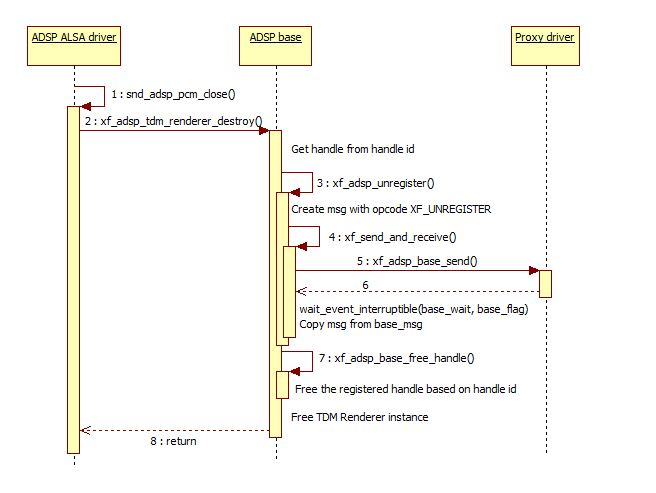 ADSP ALSA driver
ADSP base
Proxy driver
1 : snd_adsp_pcm_close()
2 : xf_adsp_tdm_renderer_destroy()
Get handle from handle id
3 : xf_adsp_unregister()
Create msg with opcode XF_UNREGISTER
4 : xf_send_and_receive()
5 : xf_adsp_base_send()
6
wait_event_interruptible(base_wait, base_flag)
Copy msg from base_msg
7 : xf_adsp_base_free_handle()
Free the registered handle based on handle id
Free TDM Renderer instance
8 : return